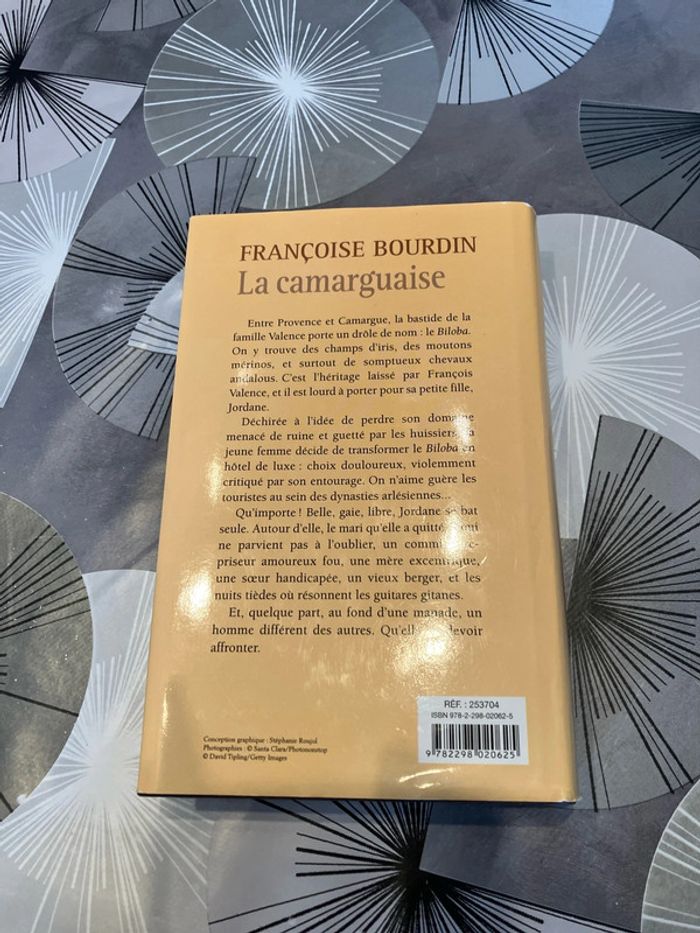 FRANÇOISE BOURDIN
La camarguaise
Entre Provence et Camargue, la bastide de la
famille Valence porte un drôle de nom : le Biloba.
On y trouve des champs d'iris, des moutons
mérinos, et surtout de somptueux chevaux
andalous. C'est l'héritage laissé par François
Valence, et il est lourd à porter pour sa petite fille,
Jordane.
Déchirée à l'idée de perdre son domaine
menacé de ruine et guetté par les huissiers, la
jeune femme décide de transformer le Biloba en
hôtel de luxe : choix douloureux, violemment
critiqué par son entourage. On n'aime guère les
touristes au sein des dynasties arlésiennes...
Qu'importe ! Belle, gaie, libre, Jordane se bat
seule. Autour d'elle, le mari qu'elle a quitté qui
ne parvient pas à l'oublier, un
priseur amoureux fou, une mère excentrique,
une sœur handicapée, un vieux berger, et les
nuits tièdes où résonnent les guitares gitanes.
Et, quelque part, au fond d'une manade, un
homme différent des autres. devoir
affronter.
RÉF. : 253704
ISBN 978-2-298-02062-5
9 782298 020625
Conception graphique : Stéphanie Roujol
Photographies : © Santa Clara/Photononstop
© David Tipling/Getty Images